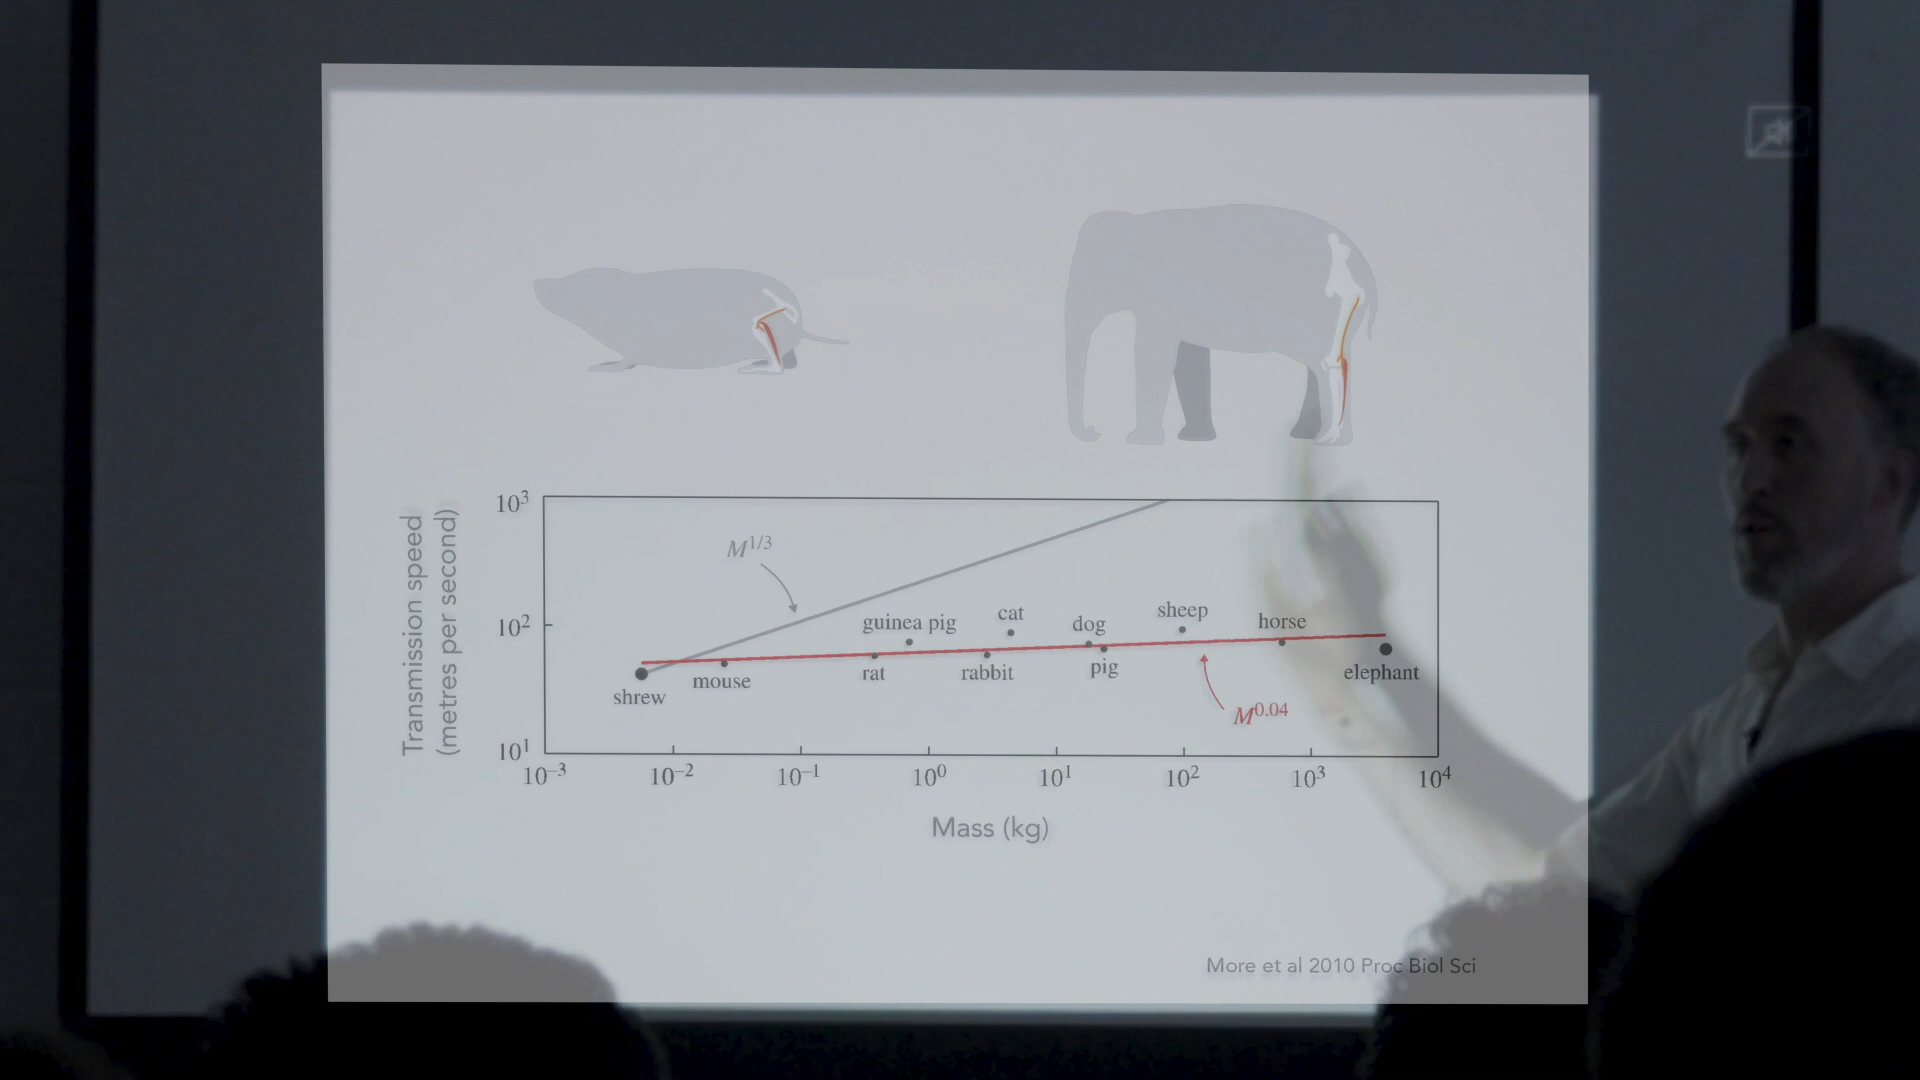 10³
Transmission speed
(metres per second)
M^1/3
guinea pig
cat
dog
sheep
horse
10²
shrew
mouse
rat
rabbit
pig
elephant
M^0.04
10¹
10⁻³ 10⁻² 10⁻¹ 10⁰ 10¹ 10² 10³ 10⁴
Mass (kg)
More et al 2010 Proc Biol Sci